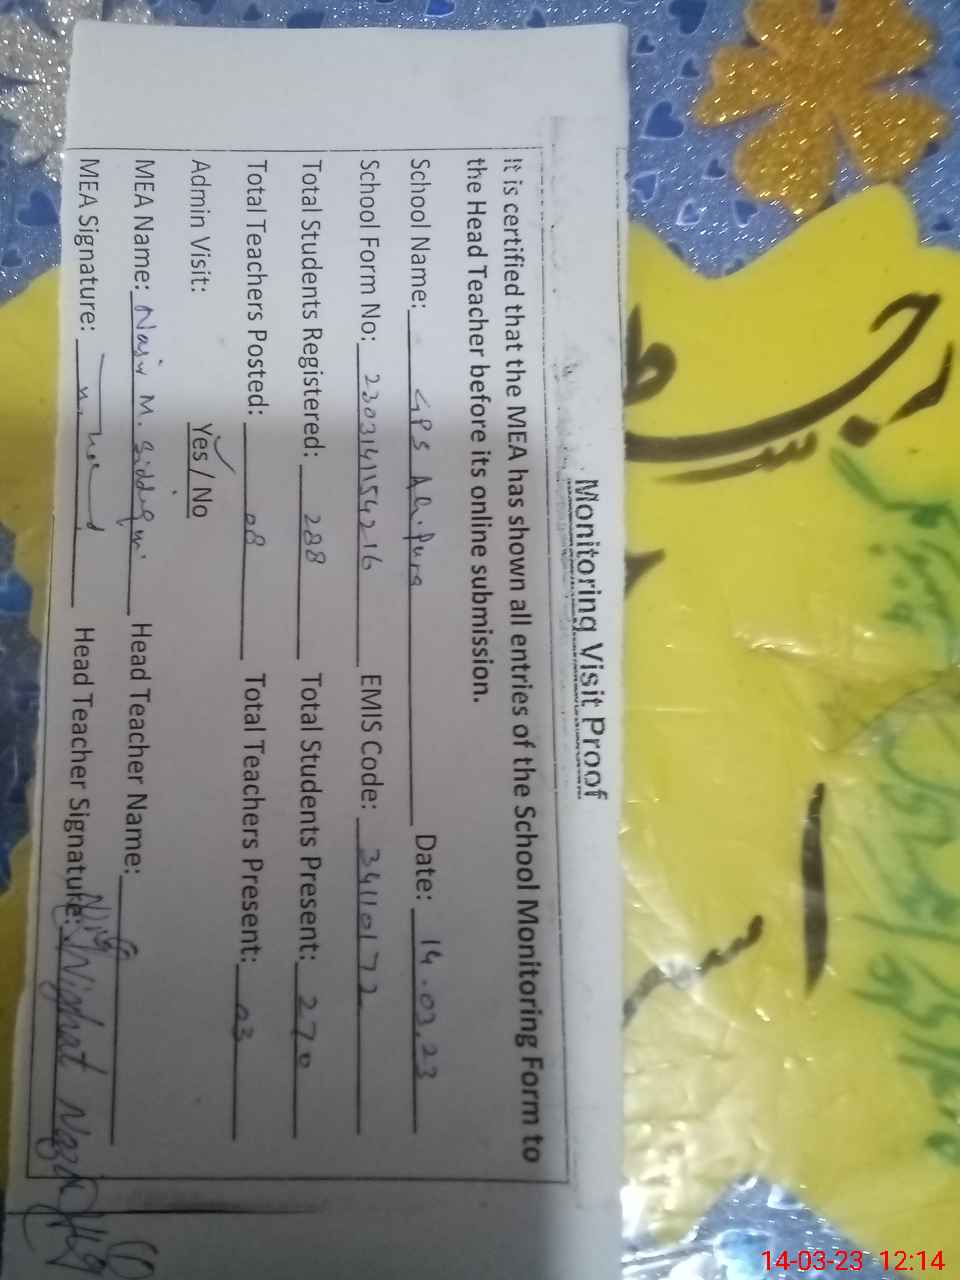 Monitoring Visit Proof
It is certified that the MEA has shown all entries of the School Monitoring Form to
the Head Teacher before its online submission.
School Name: GPS Ali Pura Date: 14.03.23
School Form No: 2303141154216 EMIS Code: 34110172
Total Students Registered: 288 Total Students Present: 270
Total Teachers Posted: 08 Total Teachers Present: 03
Admin Visit: Yes / No
MEA Name: Nasir M. Siddiqui Head Teacher Name:
MEA Signature: Head Teacher Signature: Nighat
14-03-23 12:14